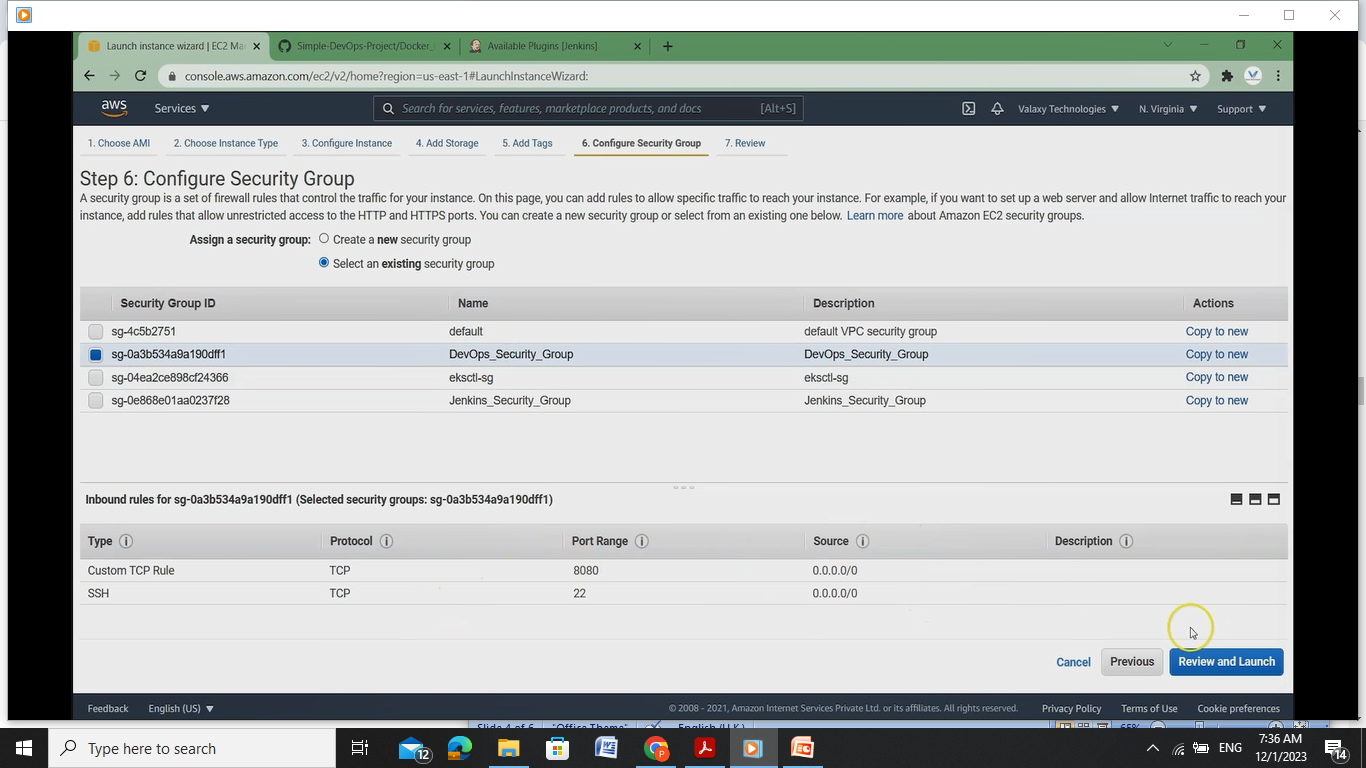 Launch instance wizard | EC2 Ma
Simple-DevOps-Project/Docker_
Available Plugins [Jenkins]
console.aws.amazon.com/ec2/v2/home?region=us-east-1#LaunchInstanceWizard:
aws Services Search for services, features, marketplace products, and docs [Alt+S] Valaxy Technologies N. Virginia Support
1. Choose AMI 2. Choose Instance Type 3. Configure Instance 4. Add Storage 5. Add Tags 6. Configure Security Group 7. Review
Step 6: Configure Security Group
A security group is a set of firewall rules that control the traffic for your instance. On this page, you can add rules to allow specific traffic to reach your instance. For example, if you want to set up a web server and allow Internet traffic to reach your
instance, add rules that allow unrestricted access to the HTTP and HTTPS ports. You can create a new security group or select from an existing one below. Learn more about Amazon EC2 security groups.
Assign a security group: Create a new security group
Select an existing security group
Security Group ID Name Description Actions
sg-4c5b2751 default default VPC security group Copy to new
sg-0a3b534a9a190dff1 DevOps_Security_Group DevOps_Security_Group Copy to new
sg-04ea2ce898cf24366 eksctl-sg eksctl-sg Copy to new
sg-0e868e01aa0237f28 Jenkins_Security_Group Jenkins_Security_Group Copy to new
Inbound rules for sg-0a3b534a9a190dff1 (Selected security groups: sg-0a3b534a9a190dff1)
Type Protocol Port Range Source Description
Custom TCP Rule TCP 8080 0.0.0.0/0
SSH TCP 22 0.0.0.0/0
Cancel Previous Review and Launch
Feedback English (US) © 2008 - 2021, Amazon Internet Services Private Ltd. or its affiliates. All rights reserved. Privacy Policy Terms of Use Cookie preferences
Slide 4 of 6 "Office Theme" English (U.K.) 65%
Type here to search 12 ENG 7:36 AM
12/1/2023 14